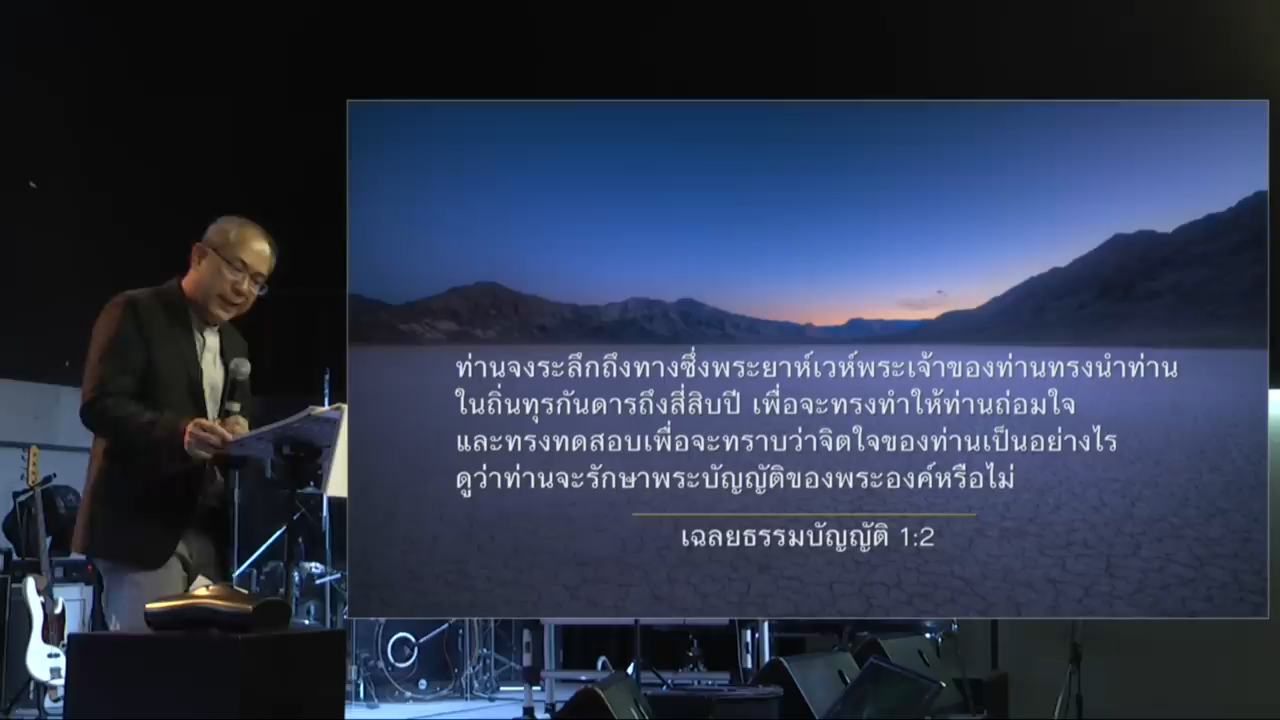 ท่านจงระลึกถึงทางซึ่งพระยาห์เวห์พระเจ้าของท่านทรงนำท่าน
ในถิ่นทุรกันดารถึงสี่สิบปี เพื่อจะทรงทำให้ท่านถ่อมใจ
และทรงทดสอบเพื่อจะทราบว่าจิตใจของท่านเป็นอย่างไร
ดูว่าท่านจะรักษาพระบัญญัติของพระองค์หรือไม่
เฉลยธรรมบัญญัติ 1:2